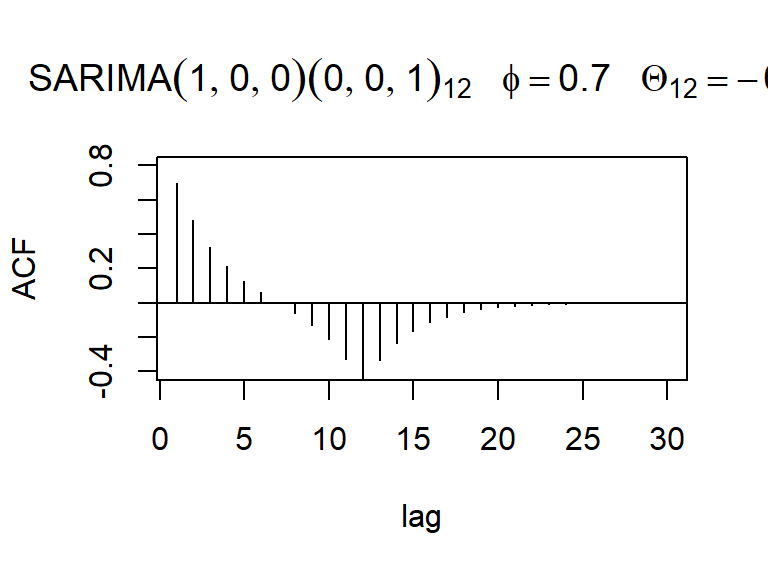 SARIMA(1, 0, 0)(0, 0, 1)₁₂ ϕ = 0.7 Θ₁₂ = −
ACF
0.8
0.2
-0.4
0 5 10 15 20 25 30
lag